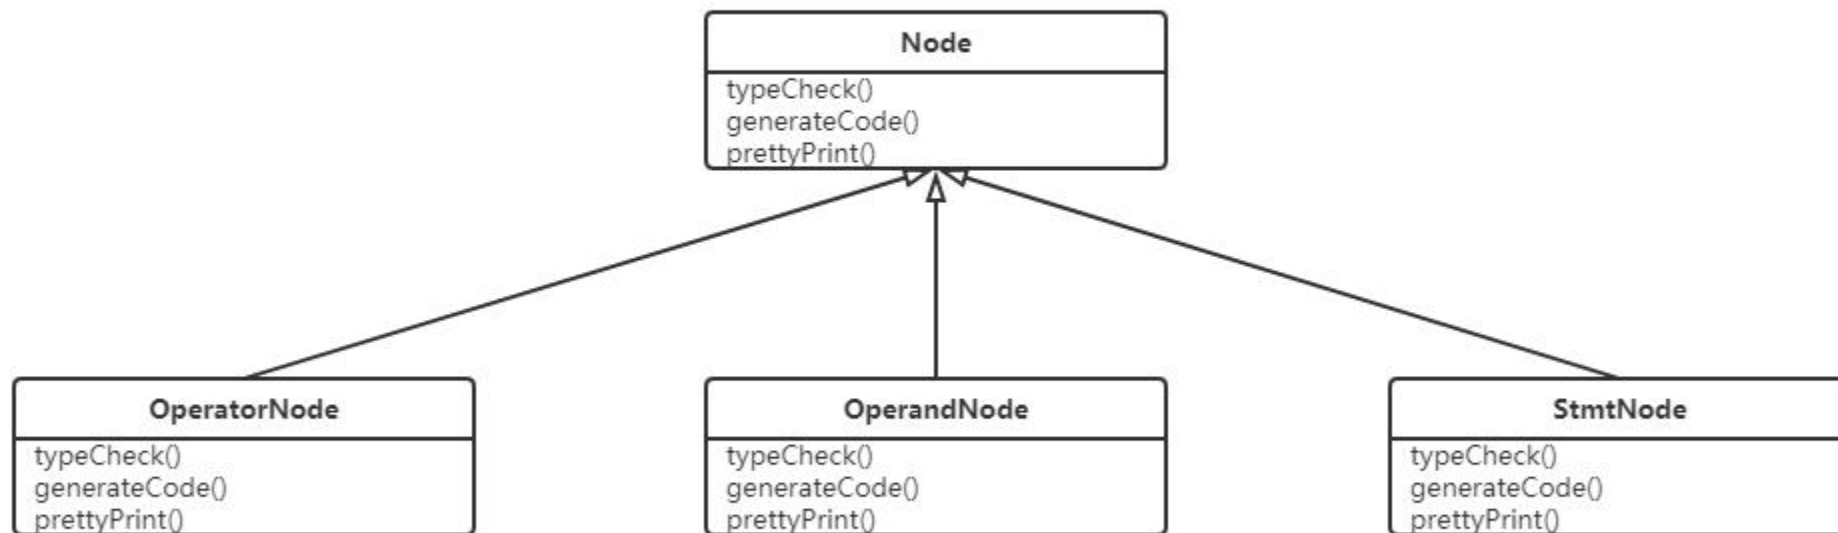 Node
typeCheck()
generateCode()
prettyPrint()
OperatorNode
typeCheck()
generateCode()
prettyPrint()
OperandNode
typeCheck()
generateCode()
prettyPrint()
StmtNode
typeCheck()
generateCode()
prettyPrint()